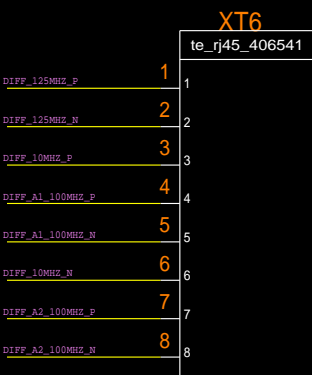 XT6
te_rj45_406541
DIFF_125MHZ_P 1 1
DIFF_125MHZ_N 2 2
DIFF_10MHZ_P 3 3
DIFF_A1_100MHZ_P 4 4
DIFF_A1_100MHZ_N 5 5
DIFF_10MHZ_N 6 6
DIFF_A2_100MHZ_P 7 7
DIFF_A2_100MHZ_N 8 8